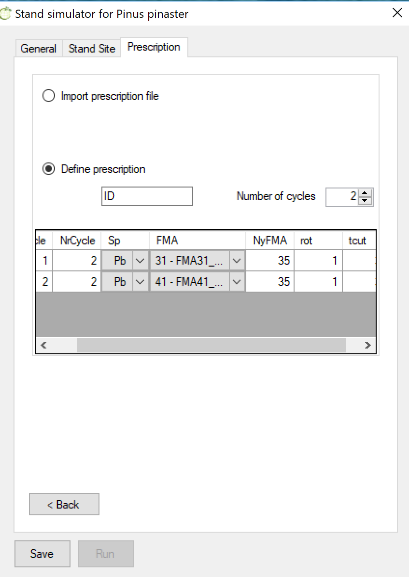 Stand simulator for Pinus pinaster
General Stand Site Prescription
Import prescription file
Define prescription
ID Number of cycles 2
NrCycle Sp FMA NyFMA rot tcut
1 2 Pb 31 - FMA31_... 35 1
2 2 Pb 41 - FMA41_... 35 1
< Back
Save Run